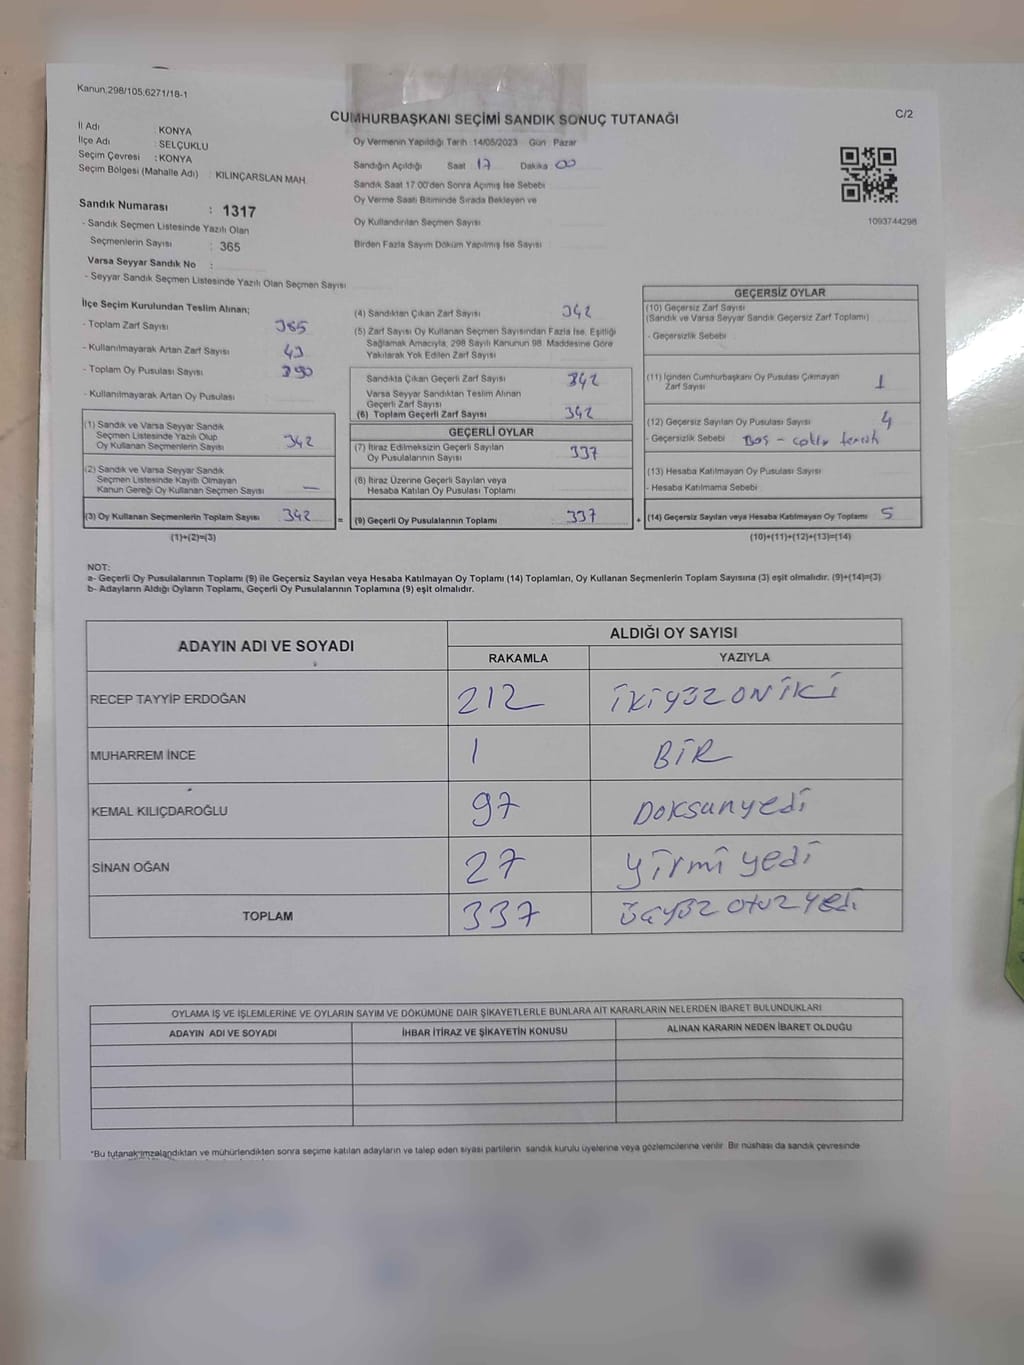 Kanun;298/105,6271/18-1
C/2
CUMHURBAŞKANI SEÇİMİ SANDIK SONUÇ TUTANAĞI
İl Adı : KONYA
İlçe Adı : SELÇUKLU
Seçim Çevresi : KONYA
Seçim Bölgesi (Mahalle Adı) : KILINÇARSLAN MAH.
Sandık Numarası : 1317
- Sandık Seçmen Listesinde Yazılı Olan
Seçmenlerin Sayısı : 365
Varsa Seyyar Sandık No :
- Seyyar Sandık Seçmen Listesinde Yazılı Olan Seçmen Sayısı
Oy Vermenin Yapıldığı Tarih :14/05/2023 Gün : Pazar
Sandığın Açıldığı Saat 17 Dakika 00
Sandık Saat 17:00'den Sonra Açılmış İse Sebebi
Oy Verme Saati Bitiminde Sırada Bekleyen ve
Oy Kullandırılan Seçmen Sayısı
Birden Fazla Sayım Döküm Yapılmış İse Sayısı
1093744298
İlçe Seçim Kurulundan Teslim Alınan;
- Toplam Zarf Sayısı 385
- Kullanılmayarak Artan Zarf Sayısı 43
- Toplam Oy Pusulası Sayısı 390
- Kullanılmayarak Artan Oy Pusulası
(1) Sandık ve Varsa Seyyar Sandık
Seçmen Listesinde Yazılı Olup
Oy Kullanan Seçmenlerin Sayısı 342
(2) Sandık ve Varsa Seyyar Sandık
Seçmen Listesinde Kayıtlı Olmayan
Kanun Gereği Oy Kullanan Seçmen Sayısı —
(3) Oy Kullanan Seçmenlerin Toplam Sayısı 342 =
(1)+(2)=(3)
(4) Sandıktan Çıkan Zarf Sayısı 342
(5) Zarf Sayısı Oy Kullanan Seçmen Sayısından Fazla İse, Eşitliği
Sağlamak Amacıyla, 298 Sayılı Kanunun 98. Maddesine Göre
Yakılarak Yok Edilen Zarf Sayısı
Sandıkta Çıkan Geçerli Zarf Sayısı 342
Varsa Seyyar Sandıktan Teslim Alınan
Geçerli Zarf Sayısı
(6) Toplam Geçerli Zarf Sayısı 342
GEÇERLİ OYLAR
(7) İtiraz Edilmeksizin Geçerli Sayılan
Oy Pusulalarının Sayısı 337
(8) İtiraz Üzerine Geçerli Sayılan veya
Hesaba Katılan Oy Pusulası Toplamı
(9) Geçerli Oy Pusulalarının Toplamı 337 +
GEÇERSİZ OYLAR
(10) Geçersiz Zarf Sayısı
(Sandık ve Varsa Seyyar Sandık Geçersiz Zarf Toplamı)
- Geçersizlik Sebebi
(11) İçinden Cumhurbaşkanı Oy Pusulası Çıkmayan
Zarf Sayısı 1
(12) Geçersiz Sayılan Oy Pusulası Sayısı 4
- Geçersizlik Sebebi Boş -
(13) Hesaba Katılmayan Oy Pusulası Sayısı
- Hesaba Katılmama Sebebi
(14) Geçersiz Sayılan veya Hesaba Katılmayan Oy Toplamı 5
(10)+(11)+(12)+(13)=(14)
NOT:
a- Geçerli Oy Pusulalarının Toplamı (9) ile Geçersiz Sayılan veya Hesaba Katılmayan Oy Toplamı (14) Toplamları, Oy Kullanan Seçmenlerin Toplam Sayısına (3) eşit olmalıdır. (9)+(14)=(3)
b- Adayların Aldığı Oyların Toplamı, Geçerli Oy Pusulalarının Toplamına (9) eşit olmalıdır.
ADAYIN ADI VE SOYADI
ALDIĞI OY SAYISI
RAKAMLA YAZIYLA
RECEP TAYYİP ERDOĞAN 212 İKİYÜZONİKİ
MUHARREM İNCE 1 BİR
KEMAL KILIÇDAROĞLU 97 Doksanyedi
SİNAN OĞAN 27 yirmi yedi
TOPLAM 337 üçyüz otuz yedi
OYLAMA İŞ VE İŞLEMLERİNE VE OYLARIN SAYIM VE DÖKÜMÜNE DAİR ŞİKAYETLERLE BUNLARA AİT KARARLARIN NELERDEN İBARET BULUNDUKLARI
ADAYIN ADI VE SOYADI İHBAR İTİRAZ VE ŞİKAYETİN KONUSU ALINAN KARARIN NEDEN İBARET OLDUĞU
*Bu tutanak imzalandıktan ve mühürlendikten sonra seçime katılan adayların ve talep eden siyasi partilerin sandık kurulu üyelerine veya gözlemcilerine verilir. Bir nüshası da sandık çevresinde